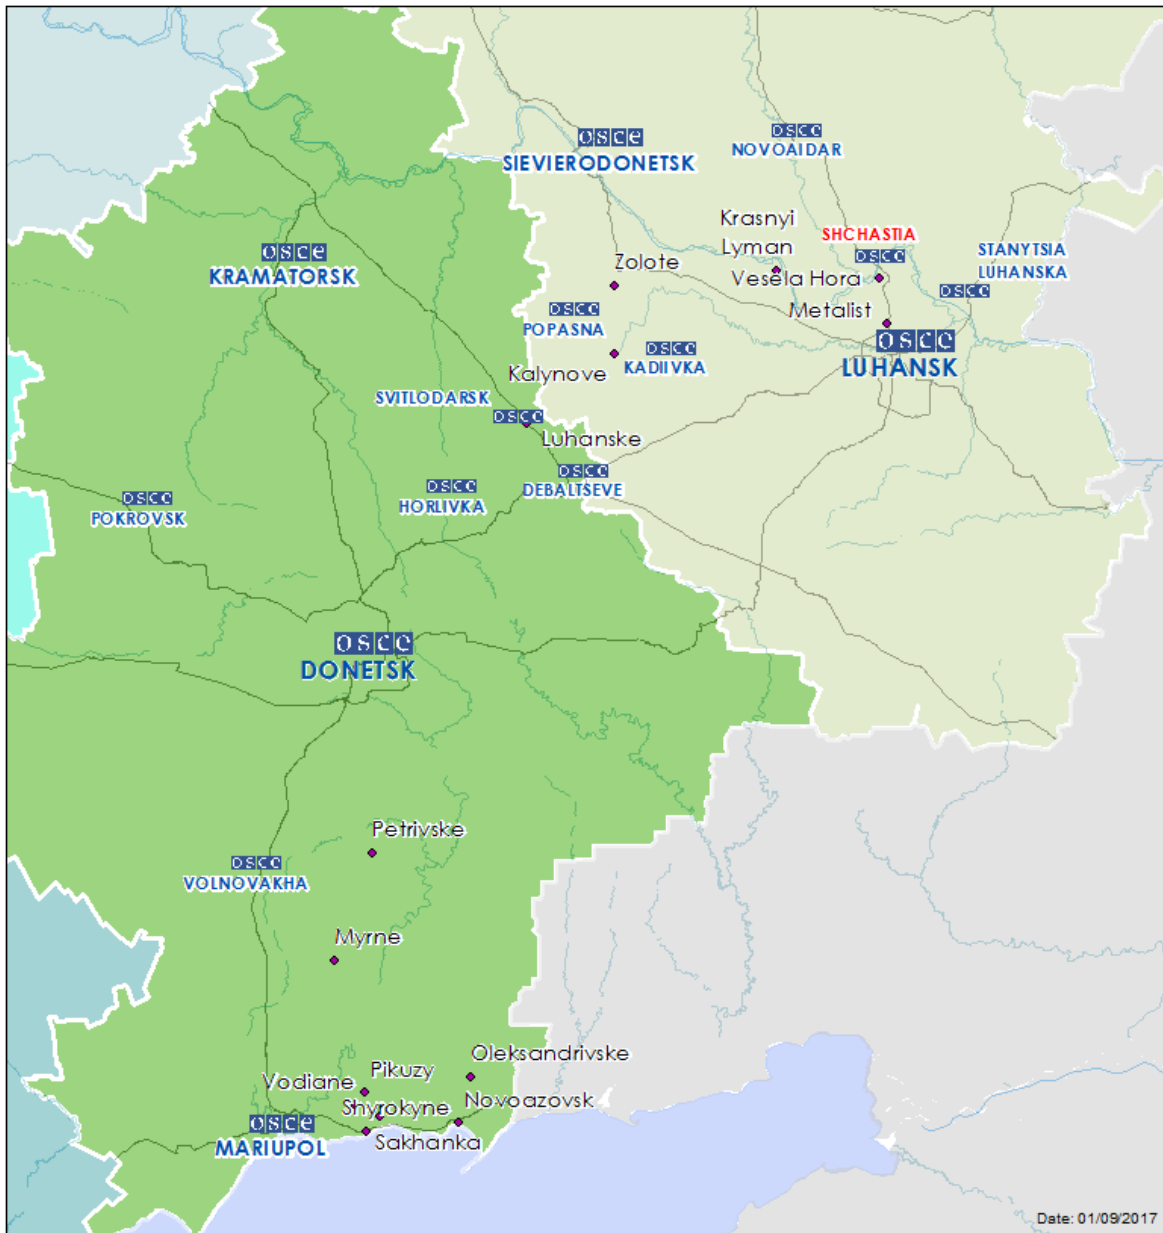 osce
SIEVIERODONETSK
osce
NOVOAIDAR
Krasnyi
Lyman
SHCHASTIA
osce
STANYTSIA
LUHANSKA
osce
osce
KRAMATORSK
Zolote
Vesela Hora
Metalist
osce
POPASNA
osce
LUHANSK
osce
KADIIVKA
Kalynove
SVITLODARSK
osce
Luhanske
osce
DEBALTSEVE
osce
HORLIVKA
osce
POKROVSK
osce
DONETSK
Petrivske
osce
VOLNOVAKHA
Myrne
Oleksandrivske
Pikuzy
Vodiane
Novoazovsk
Shyrokyne
osce
MARIUPOL
Sakhanka
Date: 01/09/2017